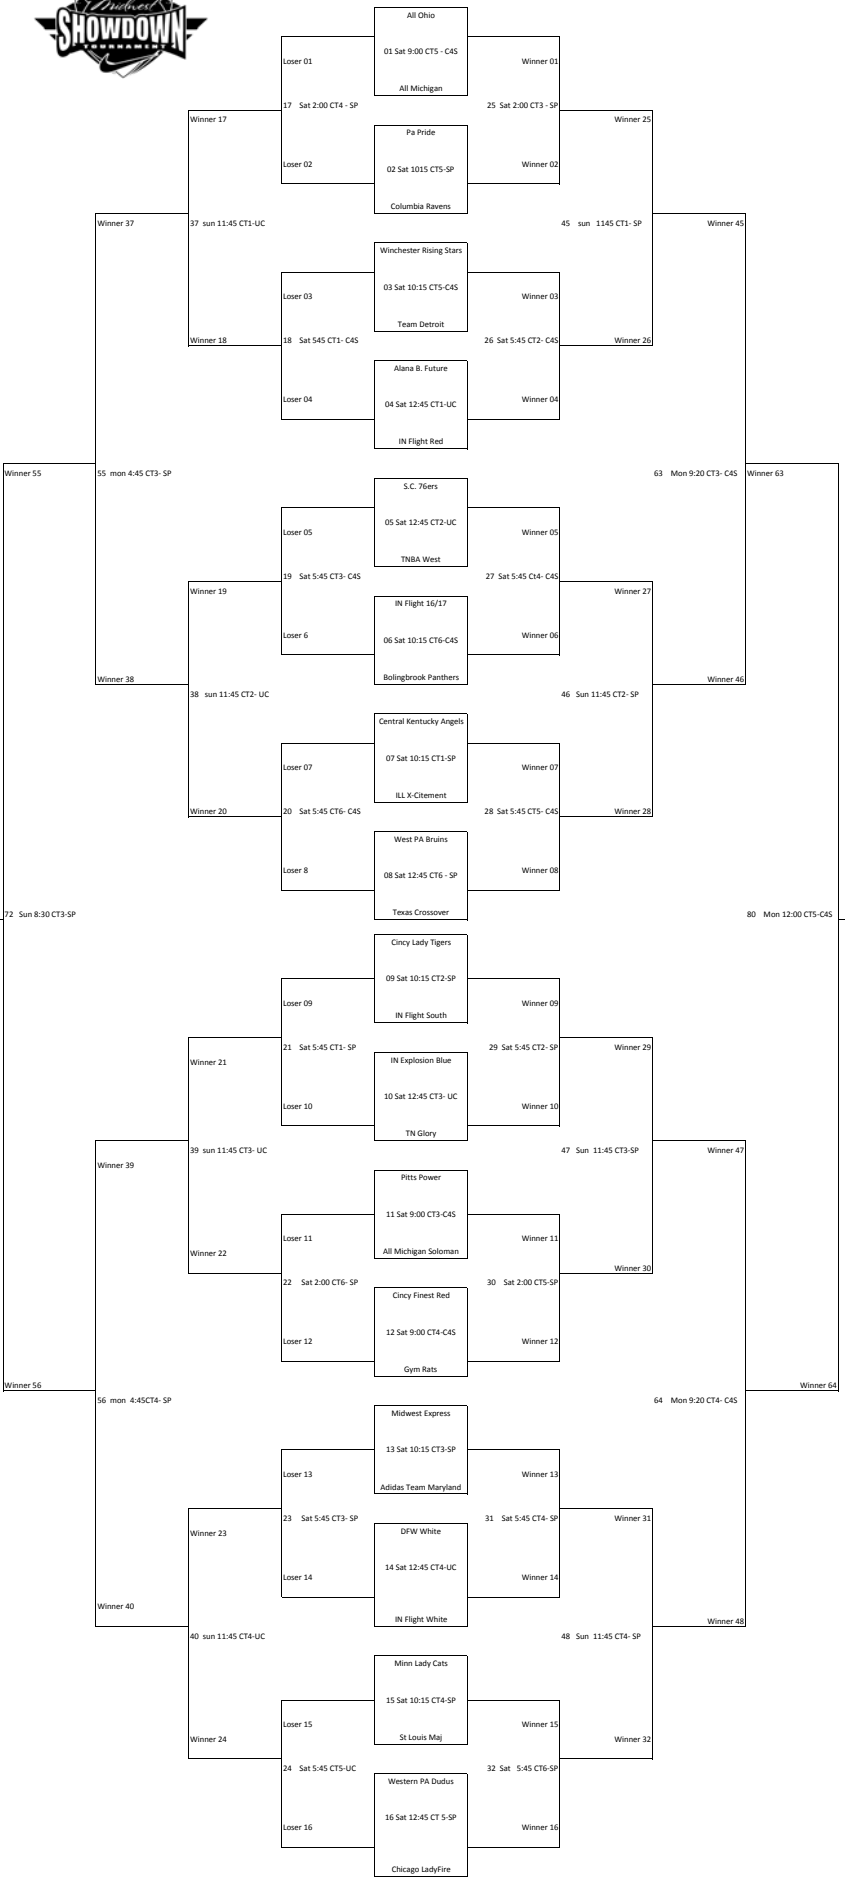 Midwest
SHOWDOWN
TOURNAMENT
All Ohio
Loser 01
01 Sat 9:00 CT5 - C4S
Winner 01
All Michigan
17 Sat 2:00 CT4 - SP
25 Sat 2:00 CT3 - SP
Winner 17
Winner 25
Pa Pride
Loser 02
02 Sat 1015 CT5-SP
Winner 02
Columbia Ravens
Winner 37
37 sun 11:45 CT1-UC
45 sun 1145 CT1- SP
Winner 45
Winchester Rising Stars
Loser 03
03 Sat 10:15 CT5-C4S
Winner 03
Team Detroit
Winner 18
18 Sat 545 CT1- C4S
26 Sat 5:45 CT2- C4S
Winner 26
Alana B. Future
Loser 04
04 Sat 12:45 CT1-UC
Winner 04
IN Flight Red
Winner 55
55 mon 4:45 CT3- SP
63 Mon 9:20 CT3- C4S
Winner 63
S.C. 76ers
Loser 05
05 Sat 12:45 CT2-UC
Winner 05
TNBA West
19 Sat 5:45 CT3- C4S
27 Sat 5:45 Ct4- C4S
Winner 19
Winner 27
IN Flight 16/17
Loser 6
06 Sat 10:15 CT6-C4S
Winner 06
Bolingbrook Panthers
Winner 38
Winner 46
38 sun 11:45 CT2- UC
46 Sun 11:45 CT2- SP
Central Kentucky Angels
Loser 07
07 Sat 10:15 CT1-SP
Winner 07
ILL X-Citement
Winner 20
20 Sat 5:45 CT6- C4S
28 Sat 5:45 CT5- C4S
Winner 28
West PA Bruins
Loser 8
08 Sat 12:45 CT6 - SP
Winner 08
Texas Crossover
72 Sun 8:30 CT3-SP
80 Mon 12:00 CT5-C4S
Cincy Lady Tigers
Loser 09
09 Sat 10:15 CT2-SP
Winner 09
IN Flight South
21 Sat 5:45 CT1- SP
29 Sat 5:45 CT2- SP
Winner 29
Winner 21
IN Explosion Blue
Loser 10
10 Sat 12:45 CT3- UC
Winner 10
TN Glory
39 sun 11:45 CT3- UC
47 Sun 11:45 CT3-SP
Winner 47
Winner 39
Pitts Power
Loser 11
11 Sat 9:00 CT3-C4S
Winner 11
All Michigan Soloman
Winner 22
Winner 30
22 Sat 2:00 CT6- SP
30 Sat 2:00 CT5-SP
Cincy Finest Red
Loser 12
12 Sat 9:00 CT4-C4S
Winner 12
Gym Rats
Winner 56
Winner 64
56 mon 4:45CT4- SP
64 Mon 9:20 CT4- C4S
Midwest Express
Loser 13
13 Sat 10:15 CT3-SP
Winner 13
Adidas Team Maryland
23 Sat 5:45 CT3- SP
31 Sat 5:45 CT4- SP
Winner 31
Winner 23
DFW White
Loser 14
14 Sat 12:45 CT4-UC
Winner 14
Winner 40
IN Flight White
Winner 48
40 sun 11:45 CT4-UC
48 Sun 11:45 CT4- SP
Minn Lady Cats
Loser 15
15 Sat 10:15 CT4-SP
Winner 15
St Louis Maj
Winner 24
Winner 32
24 Sat 5:45 CT5-UC
32 Sat 5:45 CT6-SP
Western PA Dudus
Loser 16
16 Sat 12:45 CT 5-SP
Winner 16
Chicago LadyFire